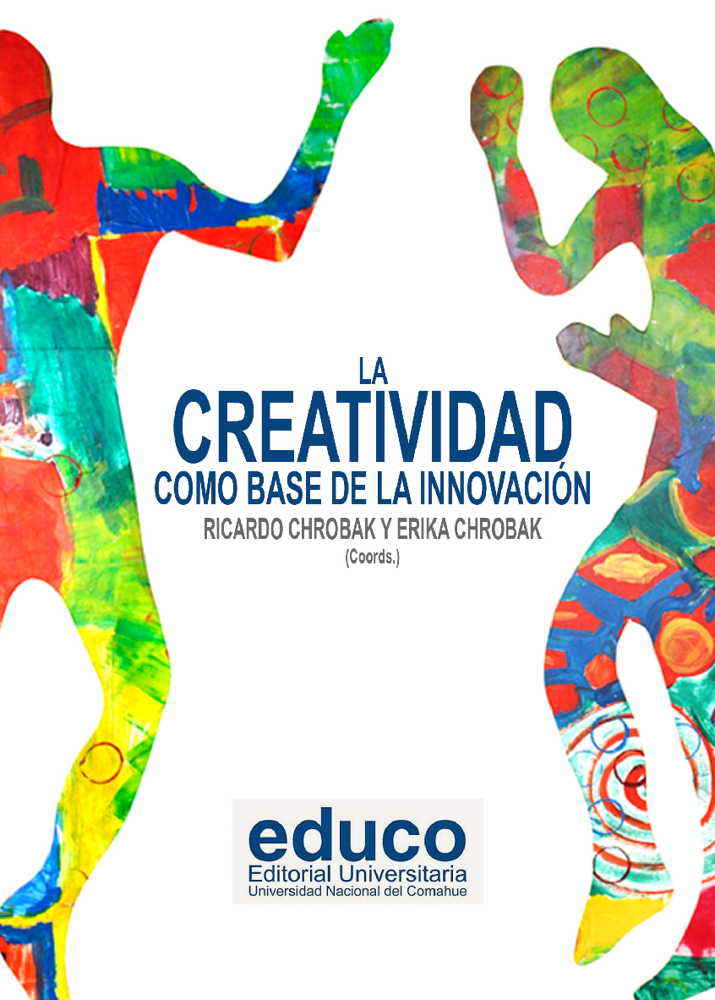 LA
CREATIVIDAD
COMO BASE DE LA INNOVACIÓN
RICARDO CHROBAK Y ERIKA CHROBAK
(Coords.)
educo
Editorial Universitaria
Universidad Nacional del Comahue